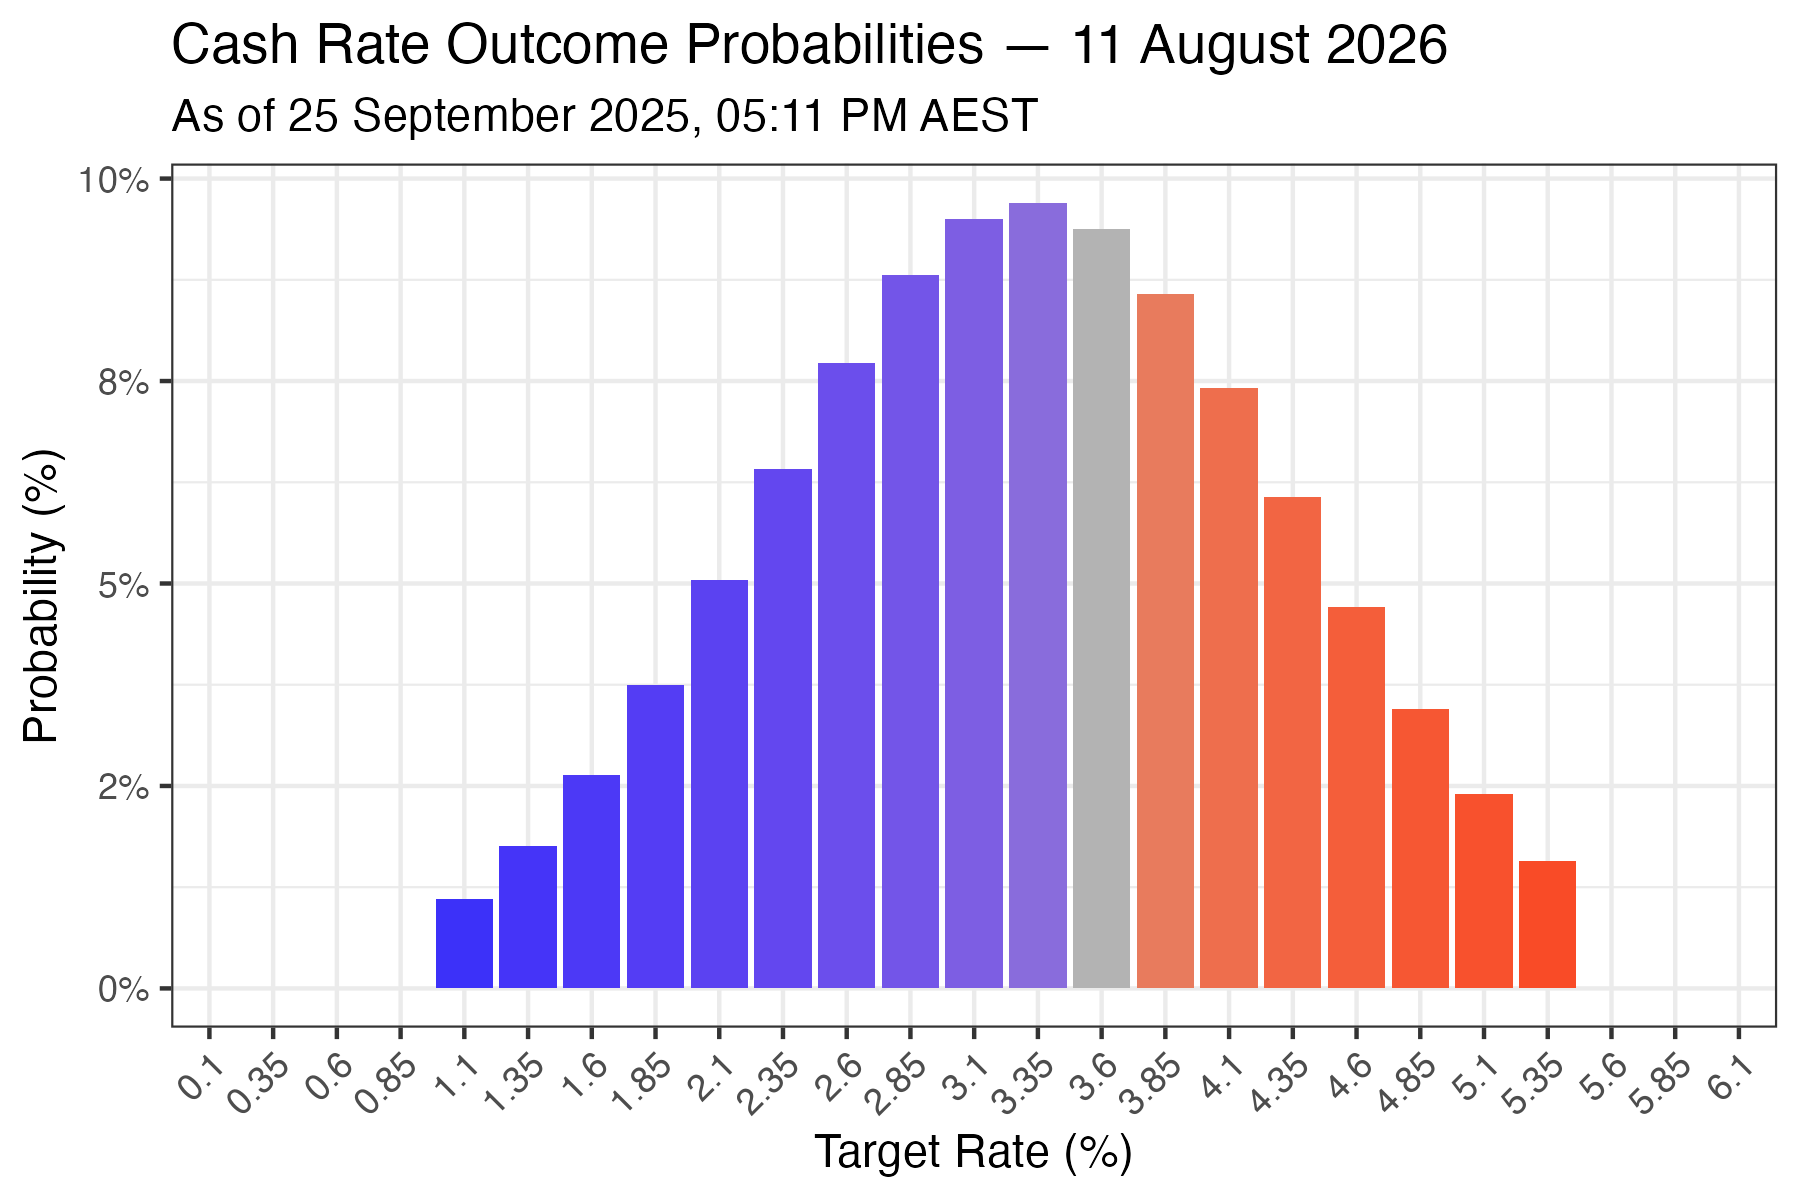 Cash Rate Outcome Probabilities — 11 August 2026
As of 25 September 2025, 05:11 PM AEST
Probability (%)
10%
8%
5%
2%
0%
0.1 0.35 0.6 0.85 1.1 1.35 1.6 1.85 2.1 2.35 2.6 2.85 3.1 3.35 3.6 3.85 4.1 4.35 4.6 4.85 5.1 5.35 5.6 5.85 6.1
Target Rate (%)